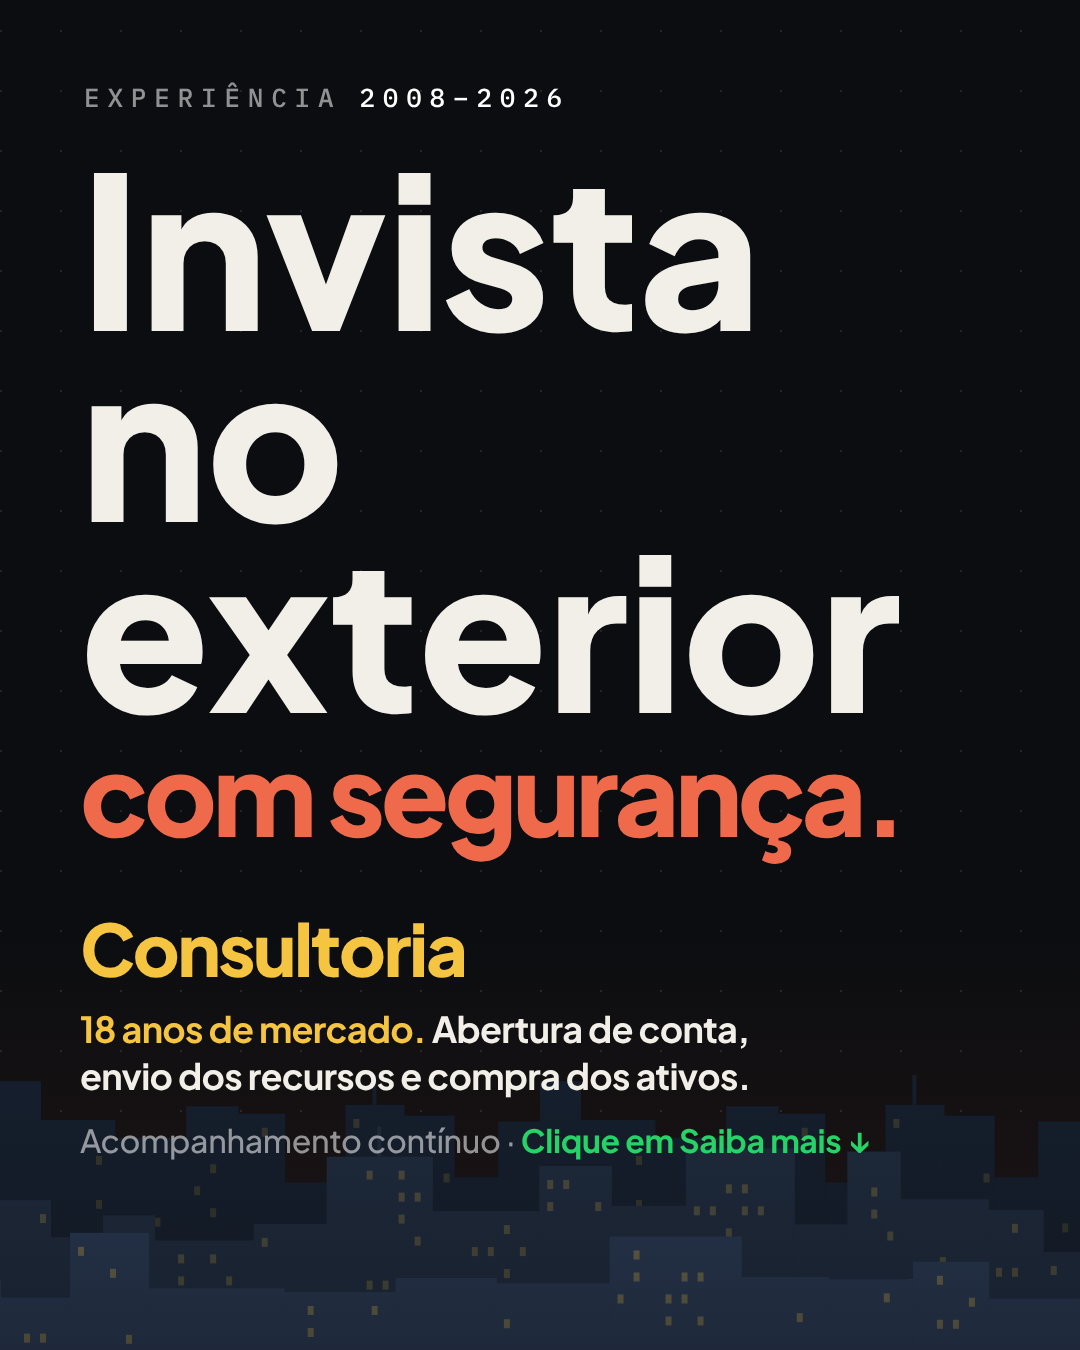 EXPERIÊNCIA 2008–2026
Invista
no
exterior
com segurança.
Consultoria
18 anos de mercado. Abertura de conta,
envio dos recursos e compra dos ativos.
Acompanhamento contínuo · Clique em Saiba mais ↓